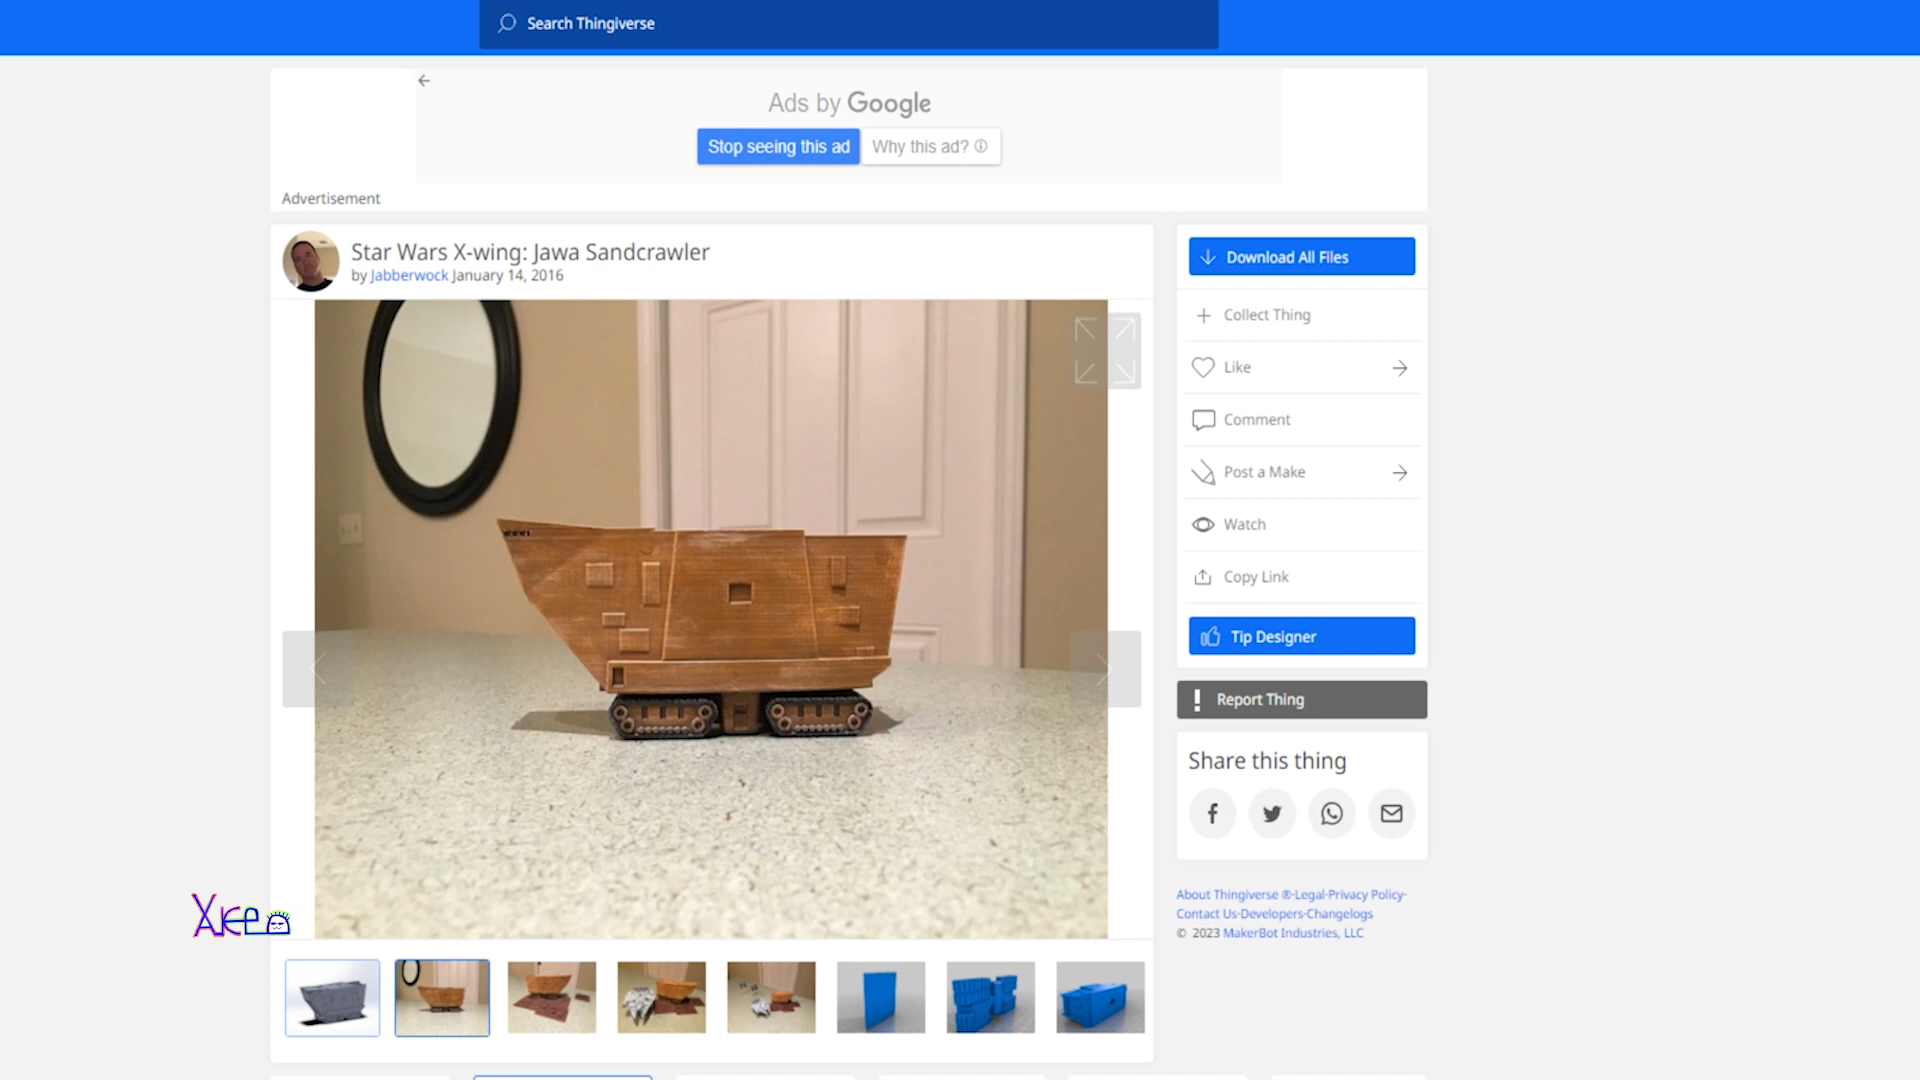 Search Thingiverse
Ads by Google
Stop seeing this ad
Why this ad?
Advertisement
Star Wars X-wing: Jawa Sandcrawler
by Jabberwock January 14, 2016
Download All Files
Collect Thing
Like
Comment
Post a Make
Watch
Copy Link
Tip Designer
Report Thing
Share this thing
About Thingiverse ®·Legal·Privacy Policy·
Contact Us·Developers·Changelogs
© 2023 MakerBot Industries, LLC